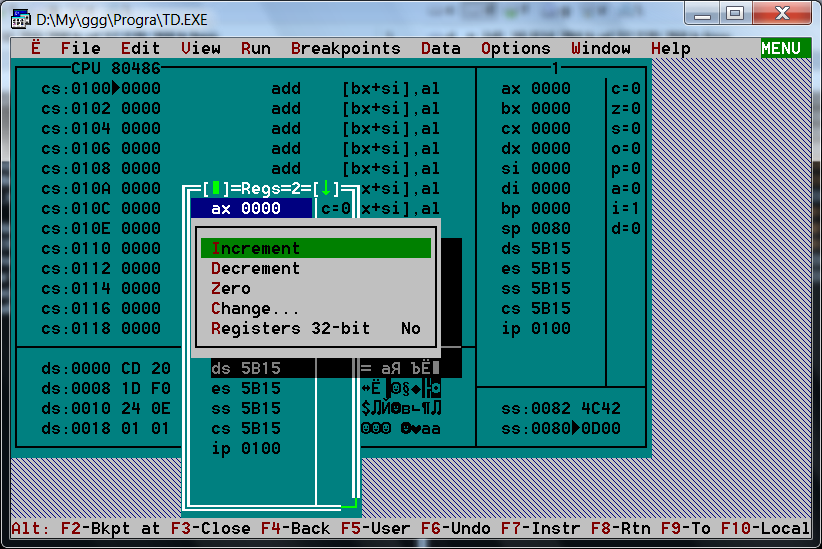 D:\My\ggg\Progra\TD.EXE
Ë File Edit View Run Breakpoints Data Options Window Help MENU
CPU 80486 1
cs:0100 0000 add [bx+si],al ax 0000 c=0
cs:0102 0000 add [bx+si],al bx 0000 z=0
cs:0104 0000 add [bx+si],al cx 0000 s=0
cs:0106 0000 add [bx+si],al dx 0000 o=0
cs:0108 0000 add [bx+si],al si 0000 p=0
cs:010A 0000 [▮]=Regs=2=[↓] x+si],al di 0000 a=0
cs:010C 0000 ax 0000 c=0 x+si],al bp 0000 i=1
cs:010E 0000 sp 0080 d=0
cs:0110 0000 Increment ds 5B15
cs:0112 0000 Decrement es 5B15
cs:0114 0000 Zero ss 5B15
cs:0116 0000 Change... cs 5B15
cs:0118 0000 Registers 32-bit No ip 0100
ds:0000 CD 20 ds 5B15 = аЯ ЪЁ
ds:0008 1D F0 es 5B15
ds:0010 24 0E ss 5B15 ss:0082 4C42
ds:0018 01 01 cs 5B15 ☺☺☺ ☻♥аа ss:0080 0D00
ip 0100
Alt: F2-Bkpt at F3-Close F4-Back F5-User F6-Undo F7-Instr F8-Rtn F9-To F10-Local